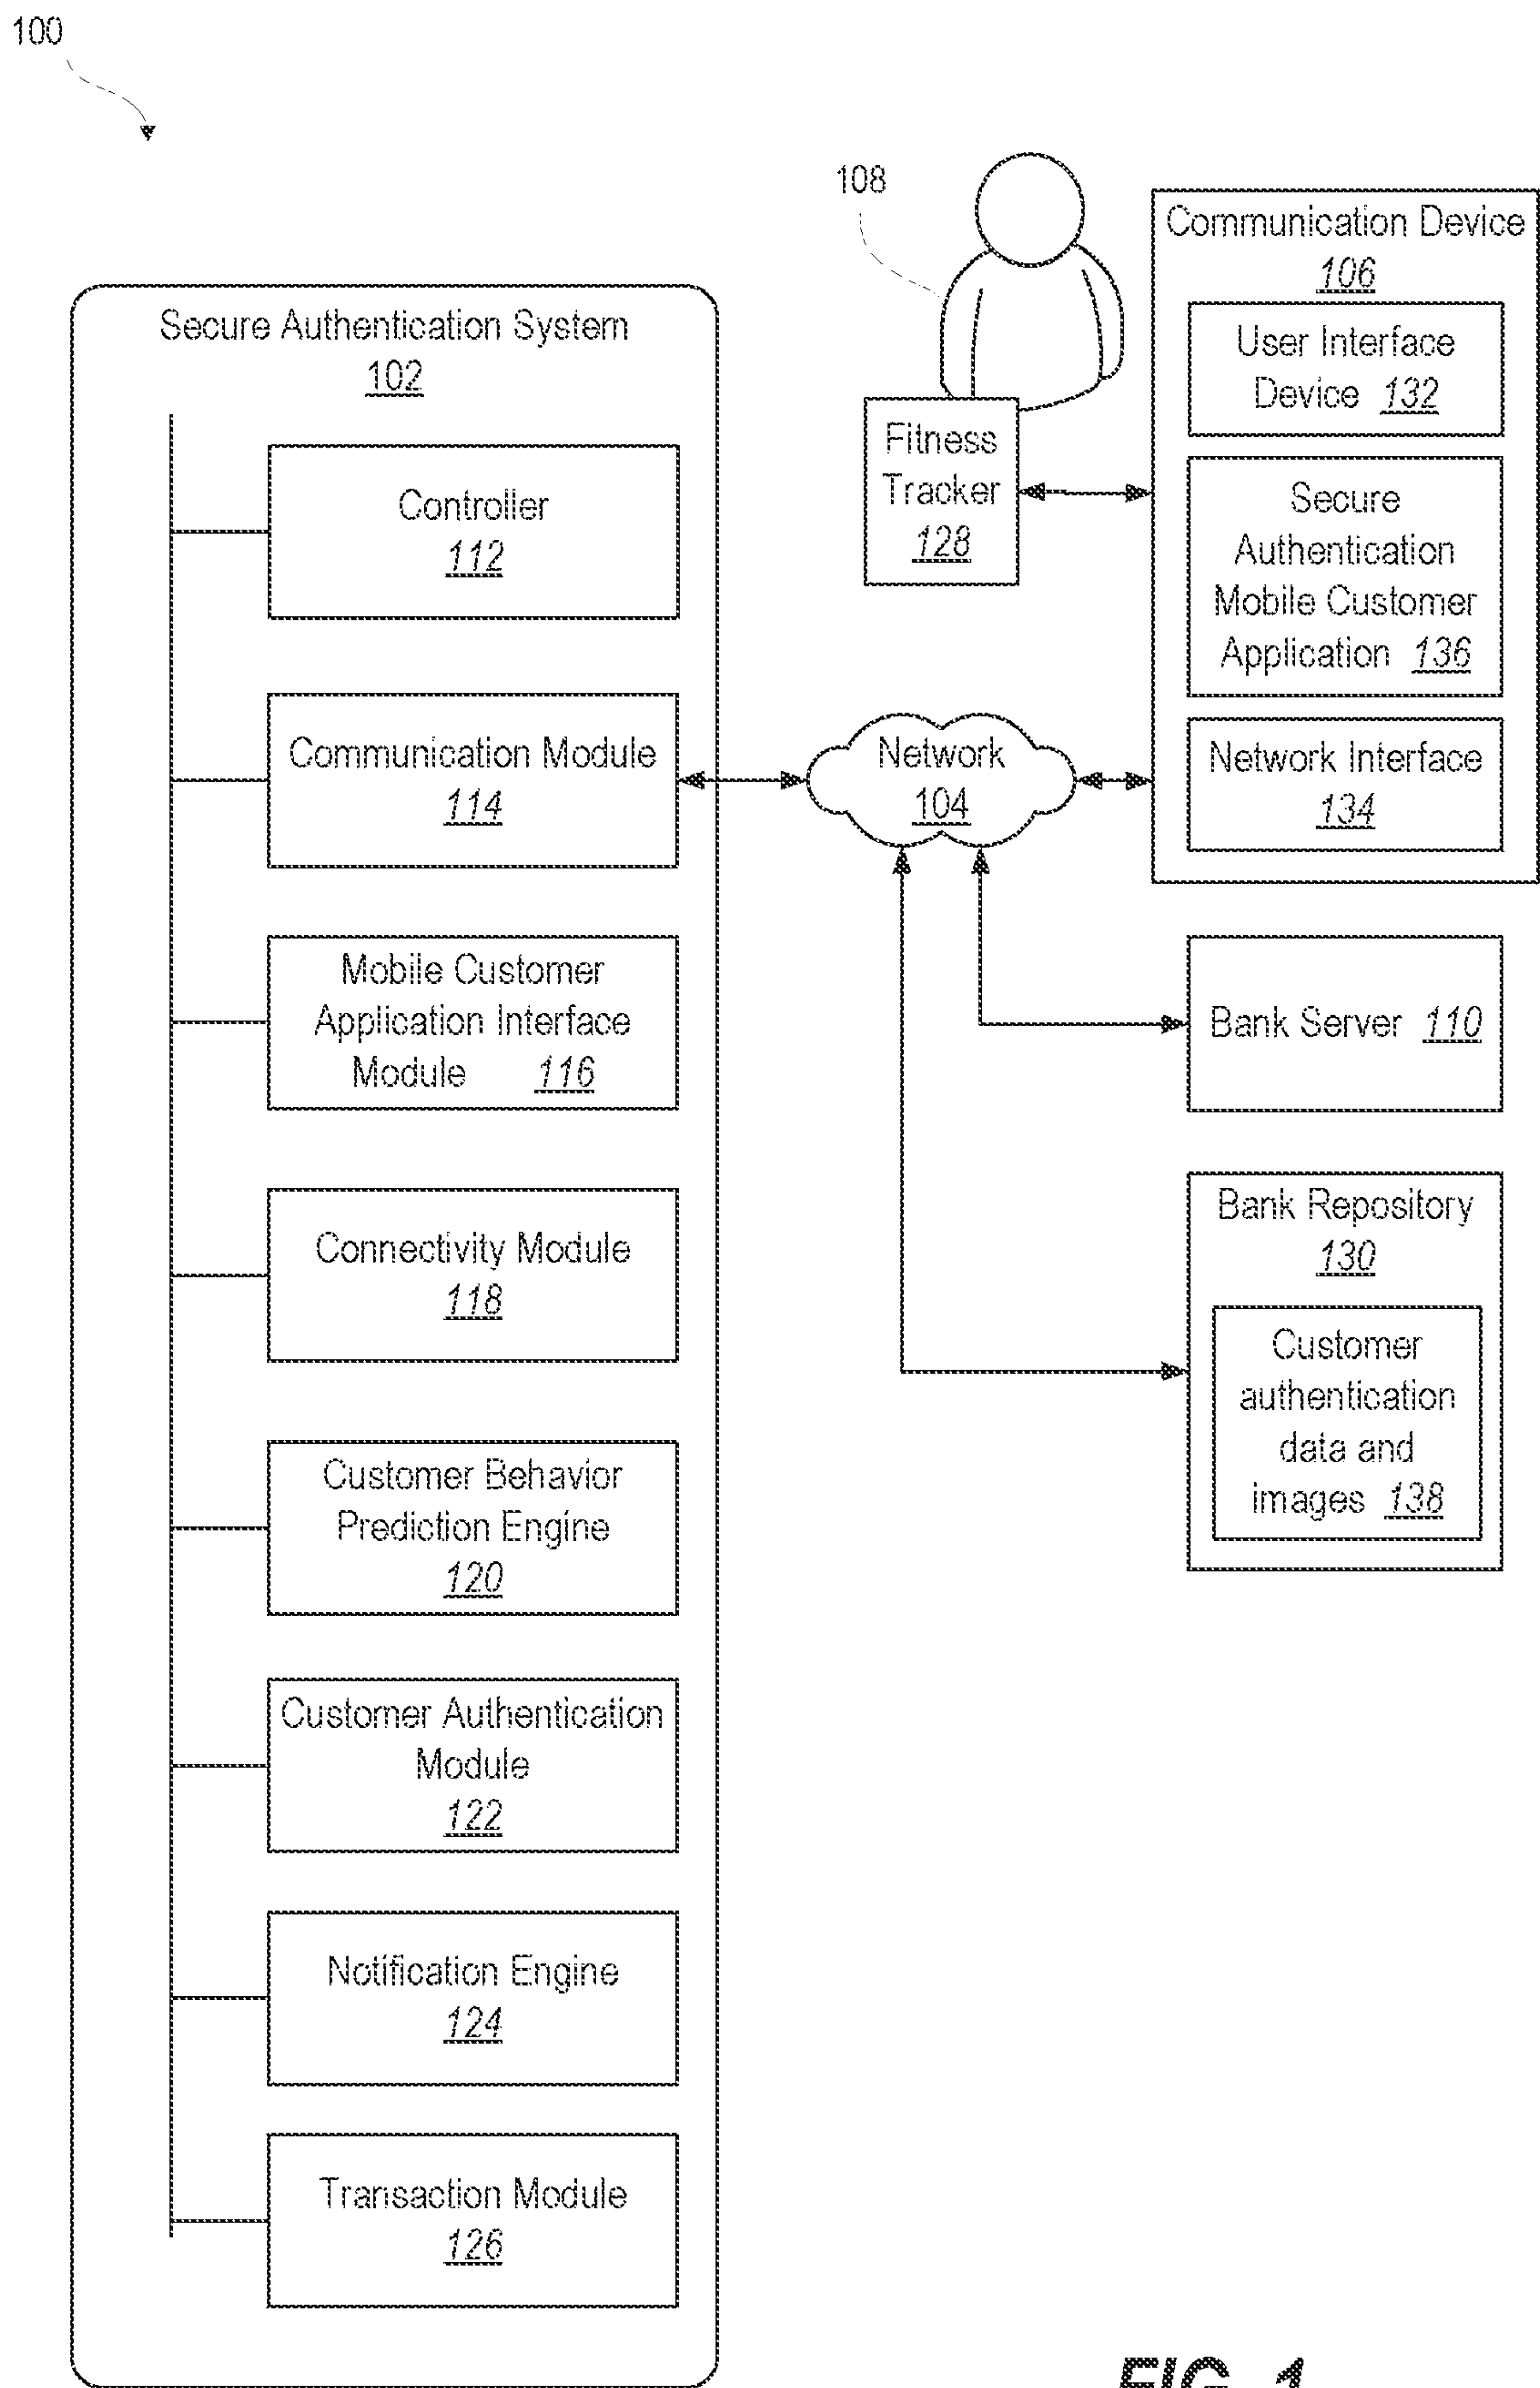 100
108
Secure Authentication System
102
Controller
112
Communication Module
114
Mobile Customer
Application Interface
Module 116
Connectivity Module
118
Customer Behavior
Prediction Engine
120
Customer Authentication
Module
122
Notification Engine
124
Transaction Module
126
Fitness
Tracker
128
Network
104
Communication Device
106
User Interface
Device 132
Secure
Authentication
Mobile Customer
Application 136
Network Interface
134
Bank Server 110
Bank Repository
130
Customer
authentication
data and
images 138
FIG. 1